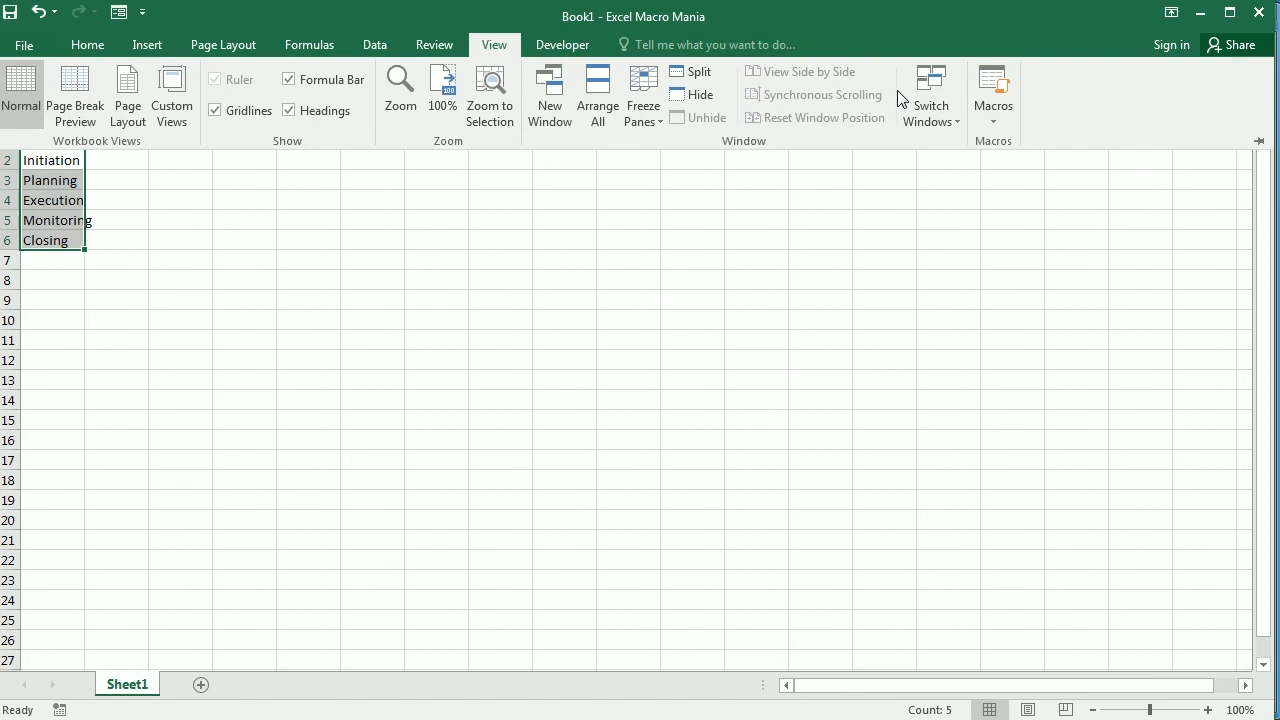 Book1 - Excel Macro Mania
File Home Insert Page Layout Formulas Data Review View Developer Tell me what you want to do... Sign in Share
Normal Page Break Preview Page Layout Custom Views
Ruler Formula Bar
Gridlines Headings
Zoom 100% Zoom to Selection
New Window Arrange All Freeze Panes
Split
Hide
Unhide
View Side by Side
Synchronous Scrolling
Reset Window Position
Switch Windows
Macros
Workbook Views Show Zoom Window Macros
2 Initiation
3 Planning
4 Execution
5 Monitoring
6 Closing
7
8
9
10
11
12
13
14
15
16
17
18
19
20
21
22
23
24
25
26
27
Sheet1
Ready Count: 5 100%